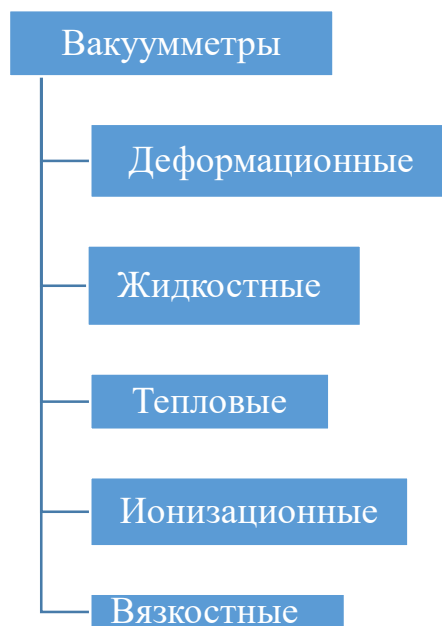 Вакуумметры
Деформационные
Жидкостные
Тепловые
Ионизационные
Вязкостные